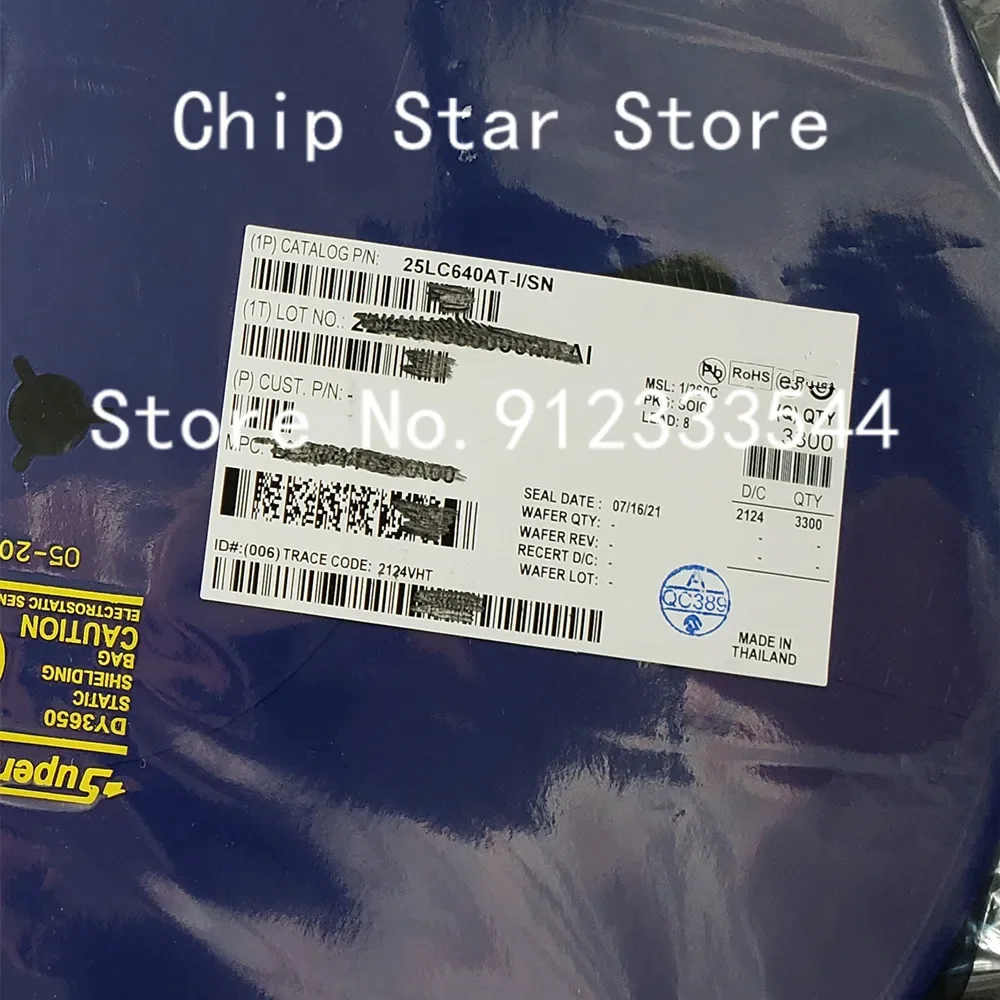 Chip Star Store
(1P) CATALOG P/N: 25LC640AT-I/SN
(1T) LOT NO.:
(P) CUST. P/N: -
Store No.912333544
Pb RoHS e3
MSL: 1/260C
PKG: SOIC
LEAD: 8
(Q) QTY
3300
D/C QTY
2124 3300
- -
- -
- -
SEAL DATE : 07/16/21
WAFER QTY: -
WAFER REV: -
RECERT D/C: -
WAFER LOT: -
ID#:(006) TRACE CODE: 2124VHT
A
QC389
MADE IN
THAILAND
05-20
ELECTROSTATIC SEN
CAUTION
BAG
SHIELDING
STATIC
DY3650
Super